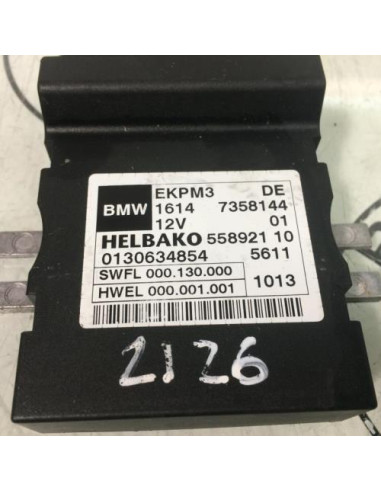 EKPM3 DE
BMW 1614 7358144
12V 01
HELBAKO 558921 10
0130634854 5611
SWFL 000.130.000
HWEL 000.001.001 1013
2126